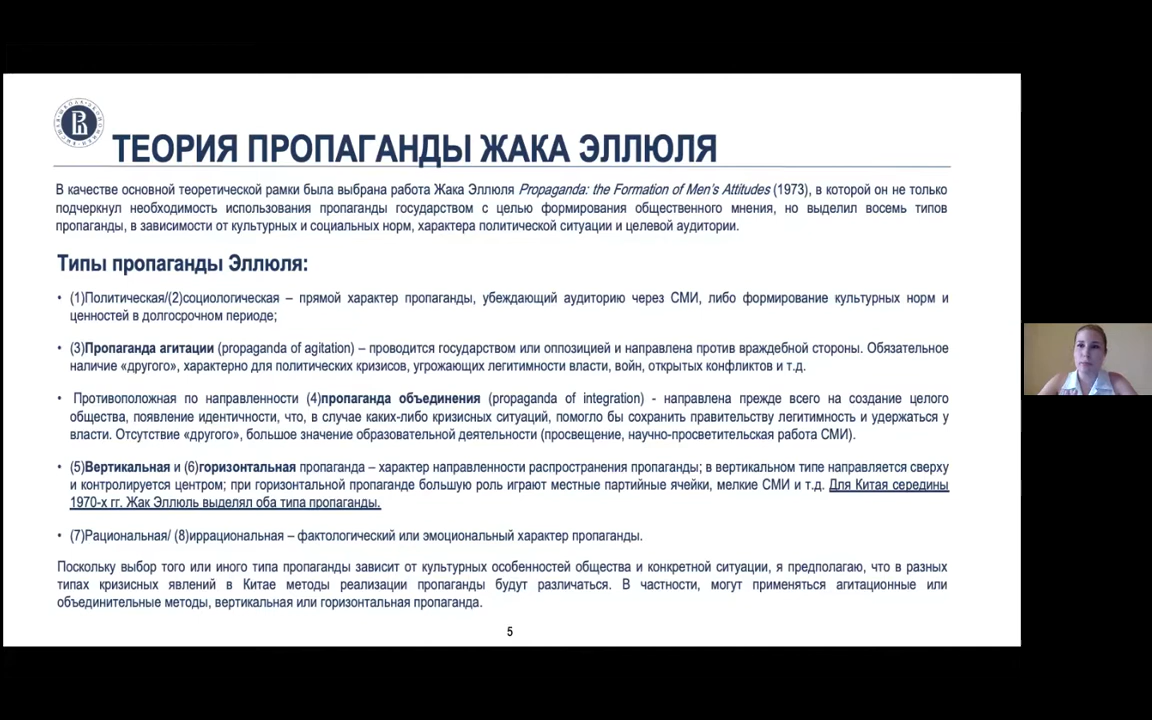 ТЕОРИЯ ПРОПАГАНДЫ ЖАКА ЭЛЛЮЛЯ
В качестве основной теоретической рамки была выбрана работа Жака Эллюля Propaganda: the Formation of Men's Attitudes (1973), в которой он не только
подчеркнул необходимость использования пропаганды государством с целью формирования общественного мнения, но выделил восемь типов
пропаганды, в зависимости от культурных и социальных норм, характера политической ситуации и целевой аудитории.
Типы пропаганды Эллюля:
• (1)Политическая/(2)социологическая – прямой характер пропаганды, убеждающий аудиторию через СМИ, либо формирование культурных норм и
ценностей в долгосрочном периоде;
• (3)Пропаганда агитации (propaganda of agitation) – проводится государством или оппозицией и направлена против враждебной стороны. Обязательное
наличие «другого», характерно для политических кризисов, угрожающих легитимности власти, войн, открытых конфликтов и т.д.
• Противоположная по направленности (4)пропаганда объединения (propaganda of integration) - направлена прежде всего на создание целого
общества, появление идентичности, что, в случае каких-либо кризисных ситуаций, помогло бы сохранить правительству легитимность и удержаться у
власти. Отсутствие «другого», большое значение образовательной деятельности (просвещение, научно-просветительская работа СМИ).
• (5)Вертикальная и (6)горизонтальная пропаганда – характер направленности распространения пропаганды; в вертикальном типе направляется сверху
и контролируется центром; при горизонтальной пропаганде большую роль играют местные партийные ячейки, мелкие СМИ и т.д. Для Китая середины
1970-х гг. Жак Эллюль выделял оба типа пропаганды.
• (7)Рациональная/ (8)иррациональная – фактологический или эмоциональный характер пропаганды.
Поскольку выбор того или иного типа пропаганды зависит от культурных особенностей общества и конкретной ситуации, я предполагаю, что в разных
типах кризисных явлений в Китае методы реализации пропаганды будут различаться. В частности, могут применяться агитационные или
объединительные методы, вертикальная или горизонтальная пропаганда.
5